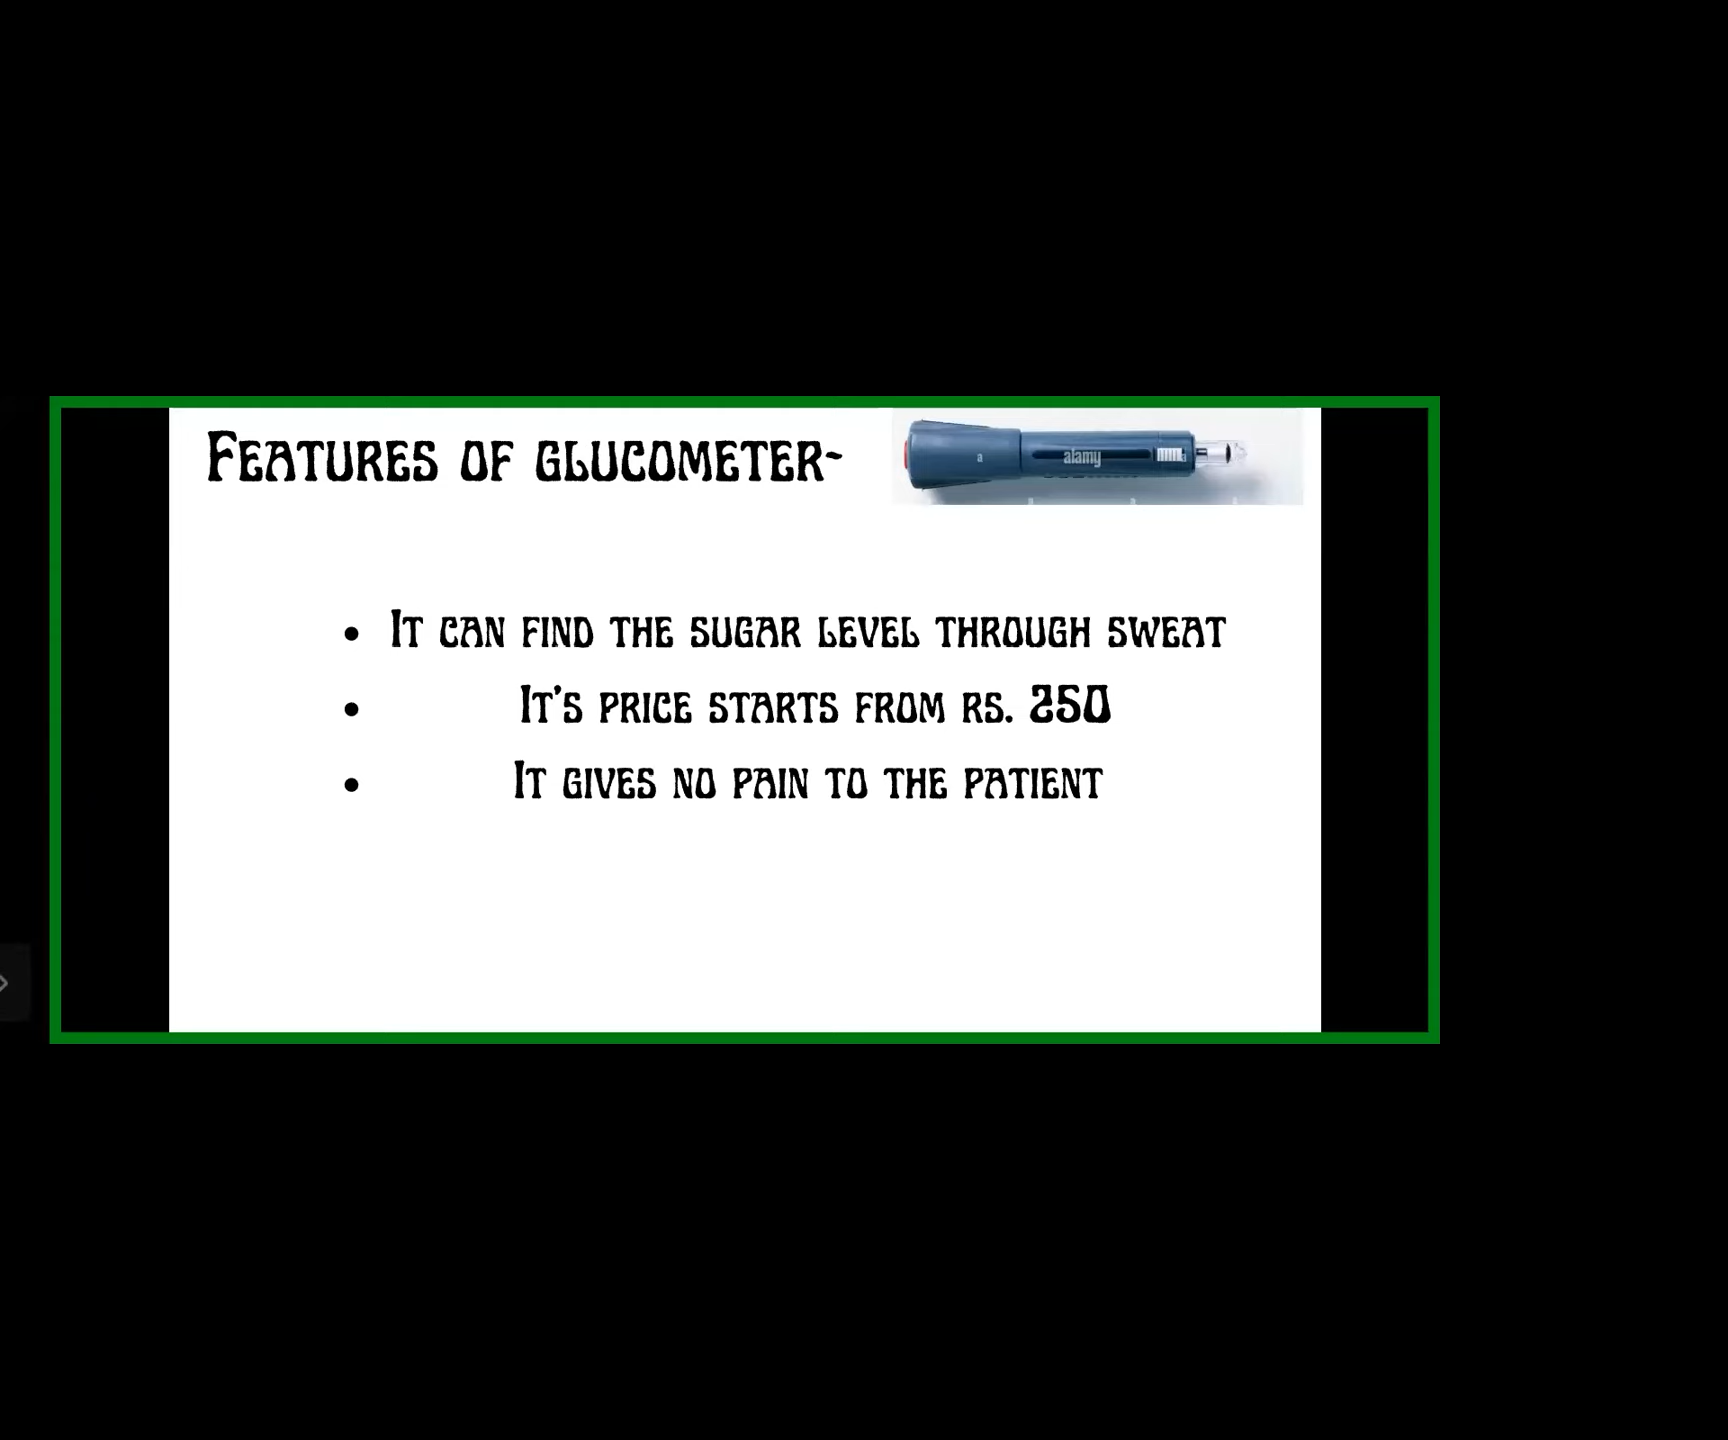 Features of glucometer-
alamy
a
It can find the sugar level through sweat
It's price starts from rs. 250
It gives no pain to the patient